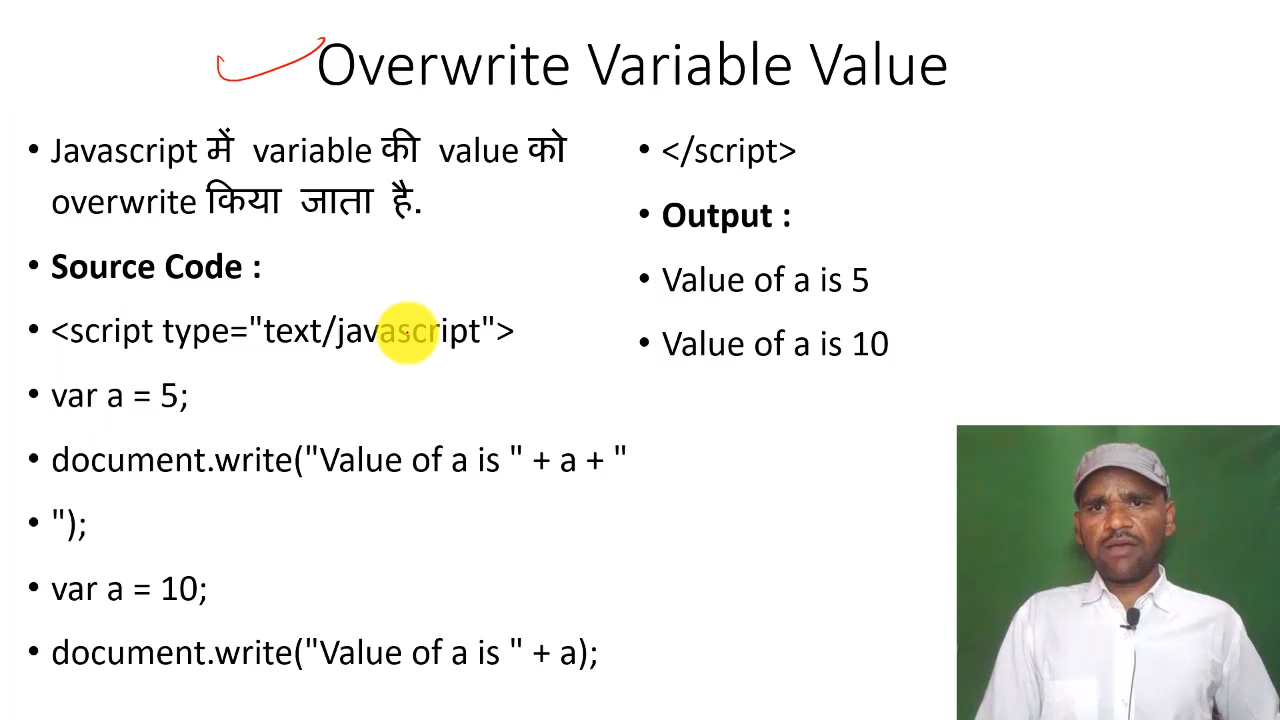 Overwrite Variable Value
• Javascript में variable की value को
overwrite किया जाता है.
• Source Code :
• <script type="text/javascript">
• var a = 5;
• document.write("Value of a is " + a + "
• ");
• var a = 10;
• document.write("Value of a is " + a);
• </script>
• Output :
• Value of a is 5
• Value of a is 10